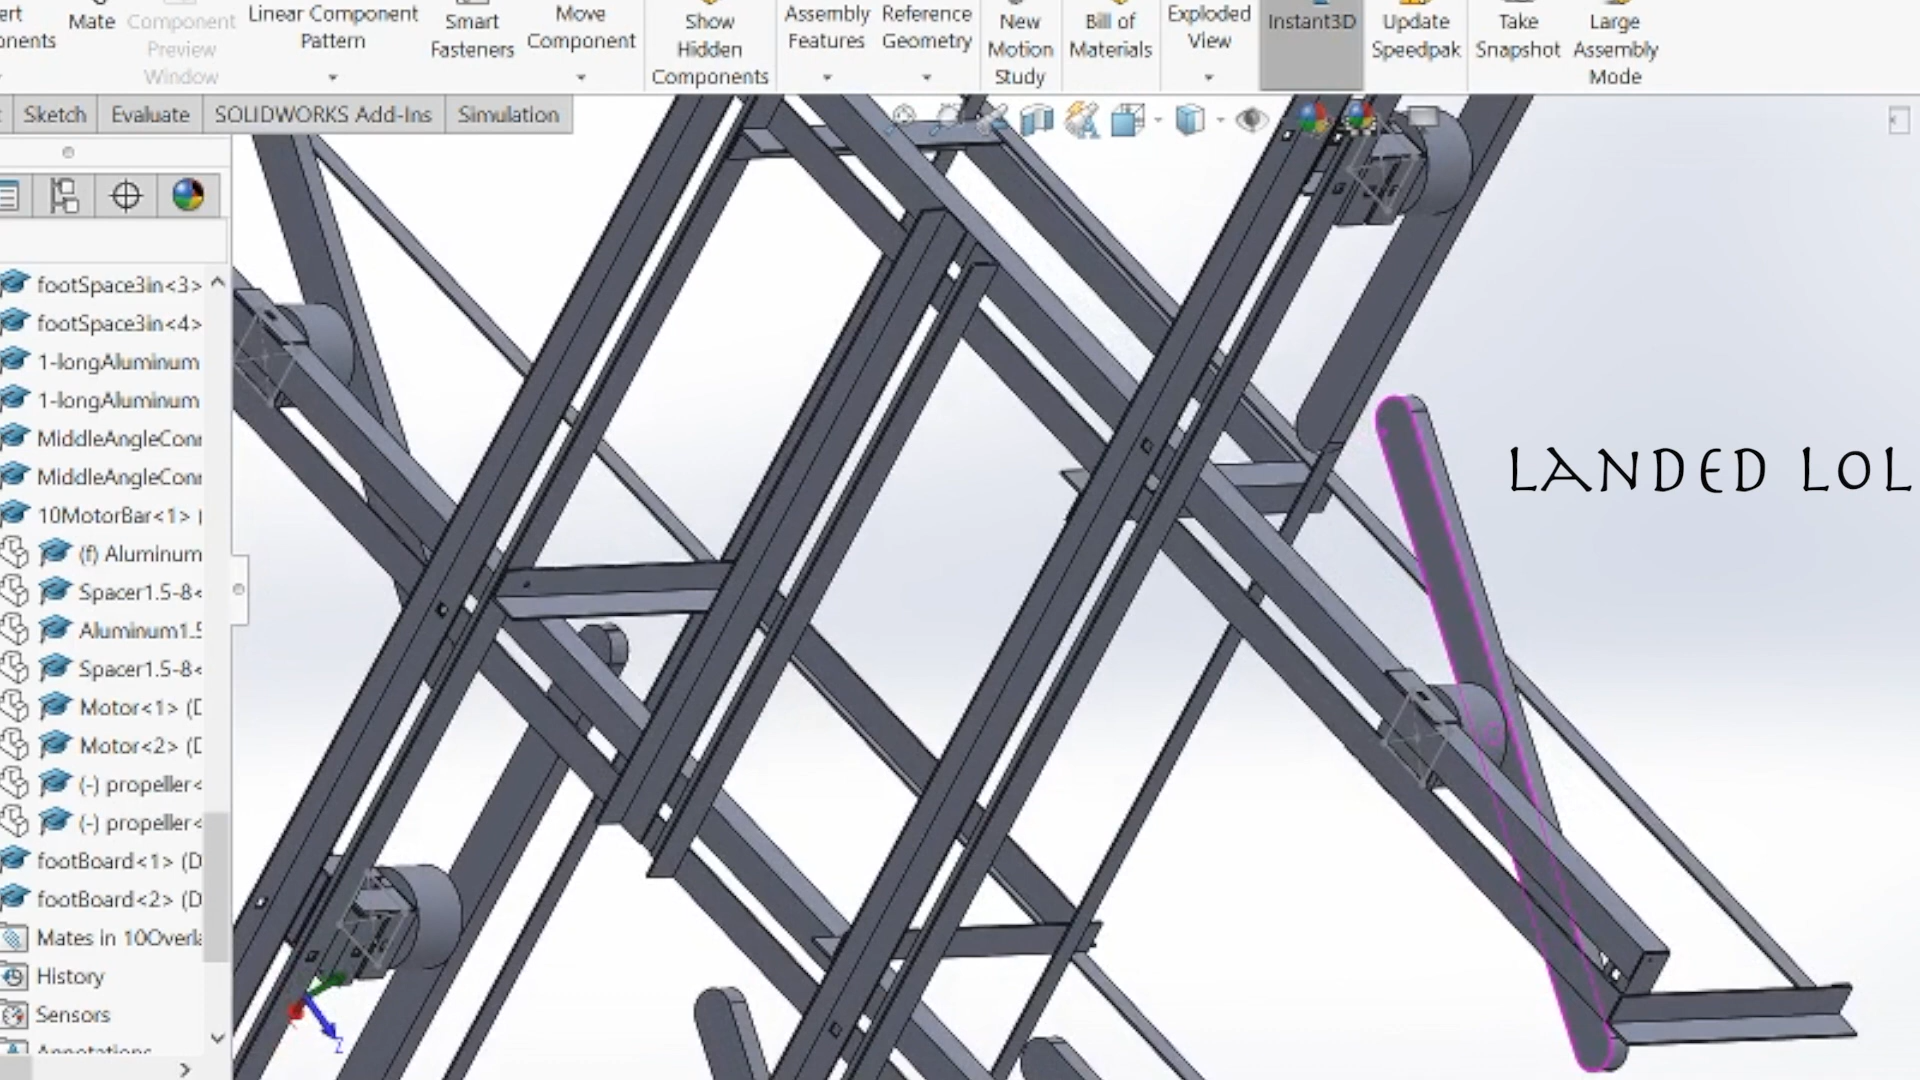 Mate
Component
Preview
Window
Linear Component
Pattern
Smart
Fasteners
Move
Component
Show
Hidden
Components
Assembly
Features
Reference
Geometry
New
Motion
Study
Bill of
Materials
Exploded
View
Instant3D
Update
Speedpak
Take
Snapshot
Large
Assembly
Mode
Sketch
Evaluate
SOLIDWORKS Add-Ins
Simulation
footSpace3in<3>
footSpace3in<4>
1-longAluminum
1-longAluminum
MiddleAngleConn
MiddleAngleConn
10MotorBar<1> (
(f) Aluminum
Spacer1.5-8<
Aluminum1.5
Spacer1.5-8<
Motor<1> (D
Motor<2> (D
(-) propeller<
(-) propeller<
footBoard<1> (D
footBoard<2> (D
Mates in 10Overla
History
Sensors
Annotations
Z
LANDED LOL